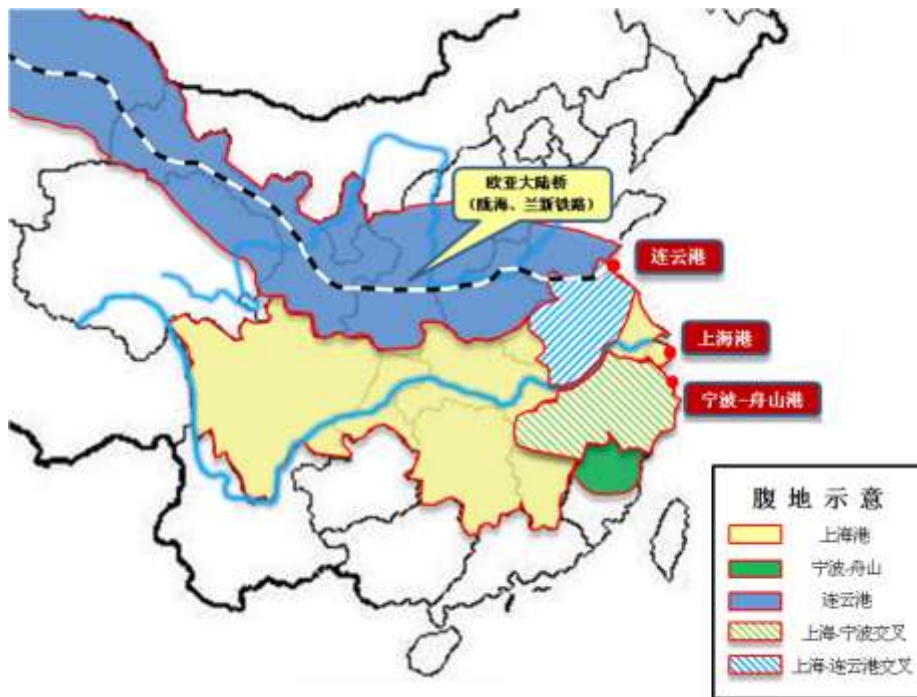 欧亚大陆桥
（陇海、兰新铁路）
连云港
上海港
宁波-舟山港
腹地示意
上海港
宁波-舟山
连云港
上海-宁波交叉
上海-连云港交叉